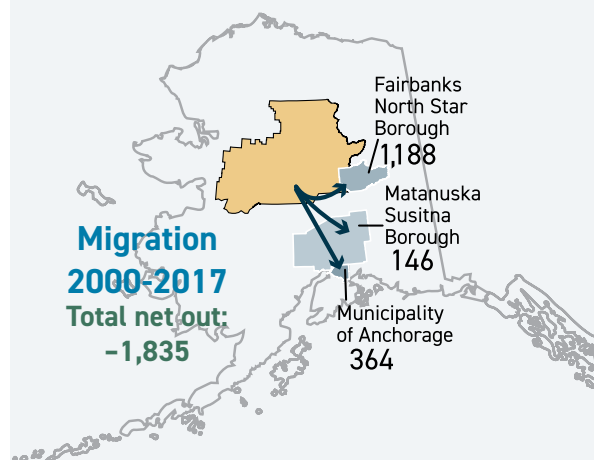 Fairbanks
North Star
Borough
1,188
Matanuska
Susitna
Borough
146
Migration
2000-2017
Total net out:
-1,835
Municipality
of Anchorage
364